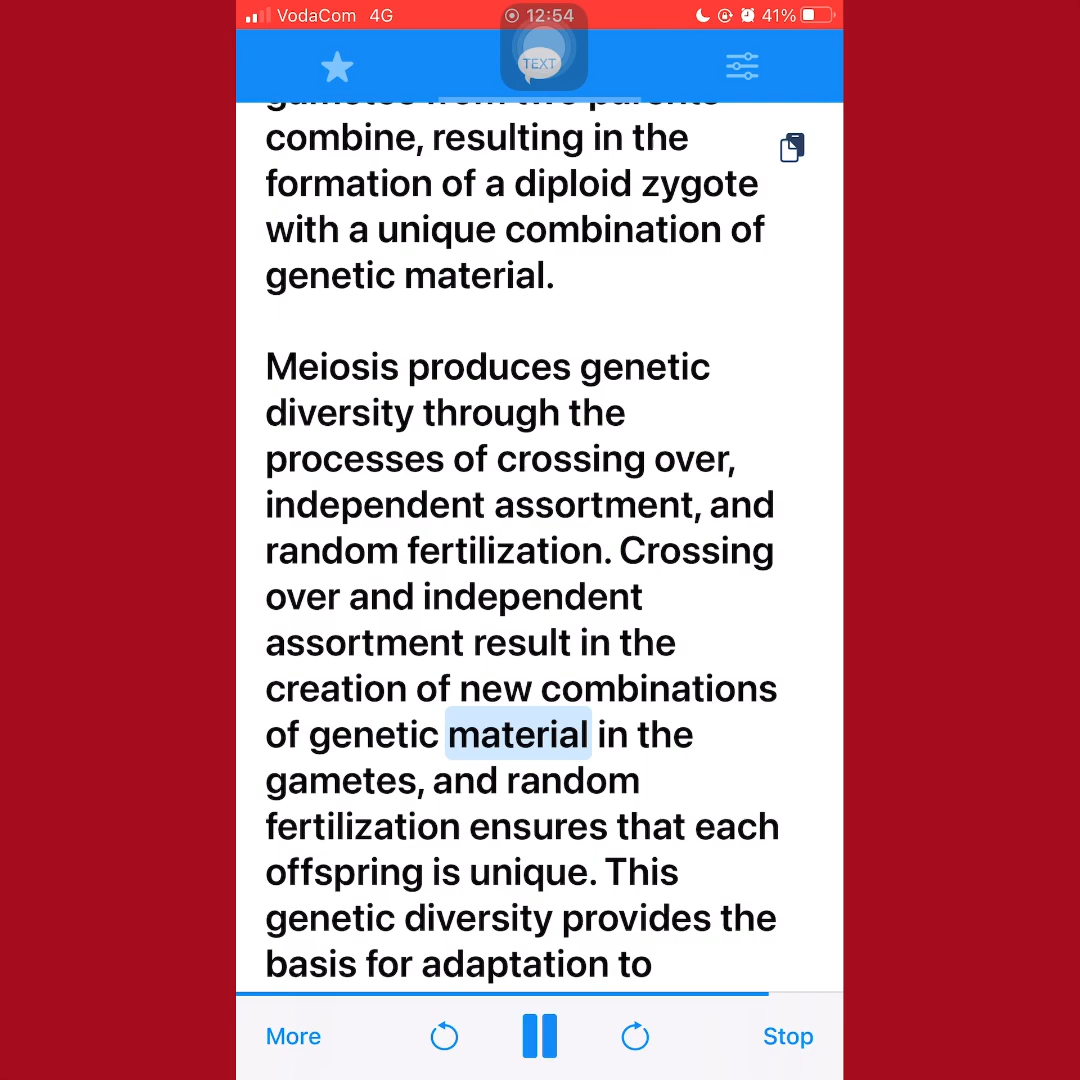 VodaCom 4G 12:54 41%
TEXT
combine, resulting in the
formation of a diploid zygote
with a unique combination of
genetic material.
Meiosis produces genetic
diversity through the
processes of crossing over,
independent assortment, and
random fertilization. Crossing
over and independent
assortment result in the
creation of new combinations
of genetic material in the
gametes, and random
fertilization ensures that each
offspring is unique. This
genetic diversity provides the
basis for adaptation to
More Stop